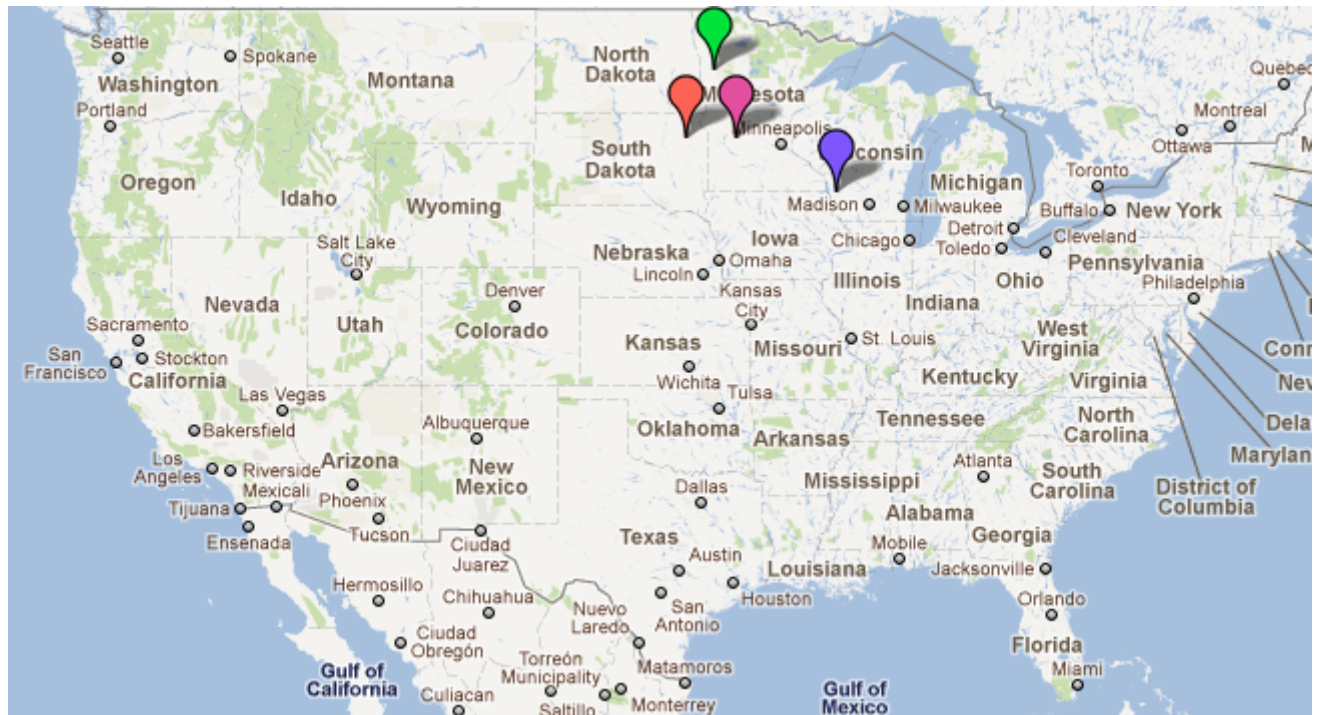 Seattle
Spokane
Washington
Montana
North
Dakota
Quebec
Portland
Montreal
Minneapolis
Ottawa
South
Dakota
Oregon
Idaho
Wyoming
Michigan
Toronto
Madison
Milwaukee
Buffalo
New York
Salt Lake
City
Nebraska
Iowa
Chicago
Detroit
Toledo
Cleveland
Omaha
Lincoln
Pennsylvania
Illinois
Indiana
Ohio
Philadelphia
Nevada
Denver
Kansas
City
Utah
Colorado
Sacramento
Stockton
San
Francisco
California
Kansas
Missouri
St. Louis
West
Virginia
Conn
Kentucky
Virginia
Nev
Wichita
Tulsa
Las Vegas
Albuquerque
Bakersfield
Oklahoma
Arkansas
Tennessee
North
Carolina
Dela
Marylan
Los
Angeles
Riverside
Arizona
New
Mexico
Atlanta
South
Carolina
District of
Columbia
Mexicali
Phoenix
Dallas
Mississippi
Tijuana
Tucson
Alabama
Georgia
Ensenada
Ciudad
Juarez
Texas
Austin
Mobile
Louisiana
Jacksonville
Hermosillo
Chihuahua
Nuevo
Laredo
San
Antonio
Houston
Orlando
Ciudad
Obregón
Florida
Torreón
Municipality
Matamoros
Miami
Gulf of
California
Culiacan
Saltillo
Monterrey
Gulf of
Mexico